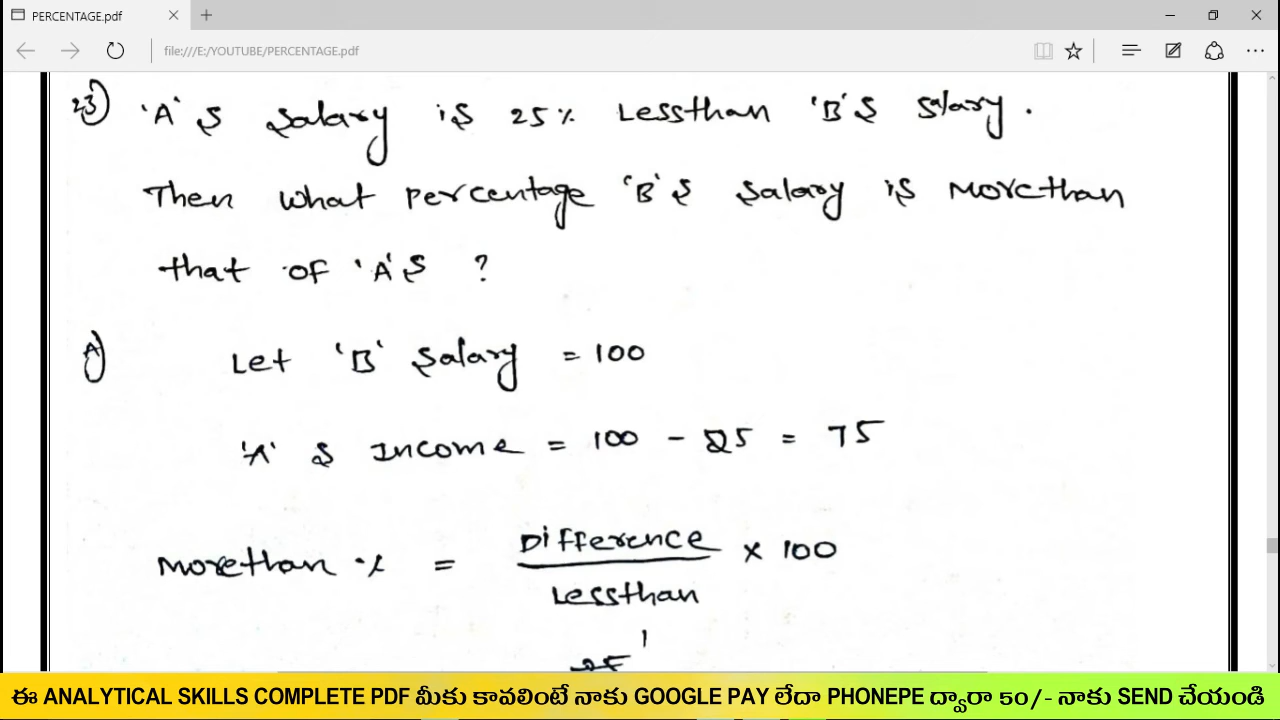 PERCENTAGE.pdf
file:///E:/YOUTUBE/PERCENTAGE.pdf
23) 'A'S Salary is 25% Lessthan 'B'S Salary.
Then what Percentage 'B'S Salary is Morethan
that of 'A'S ?
A) Let 'B' Salary = 100
'A' S Income = 100 - 25 = 75
Morethan % = Difference / Lessthan x 100
25 1
ఈ ANALYTICAL SKILLS COMPLETE PDF మీకు కావలింటే నాకు GOOGLE PAY లేదా PHONEPE ద్వారా 50/- నాకు SEND చేయండి